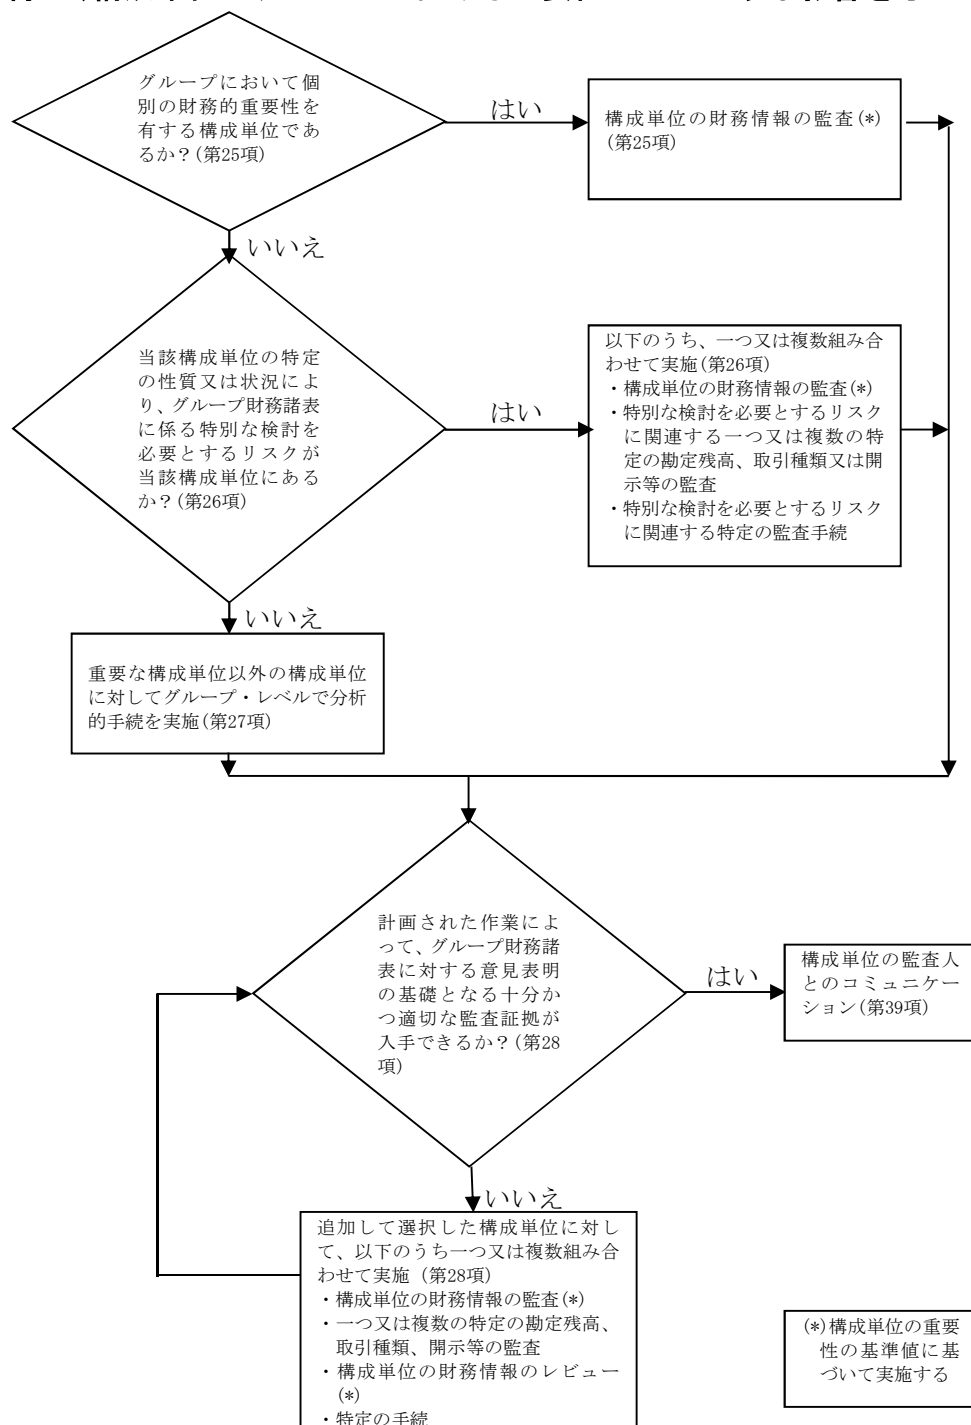 グループにおいて個
別の財務的重要性を
有する構成単位であ
るか？(第25項)
はい
構成単位の財務情報の監査(*)
(第25項)
いいえ
当該構成単位の特定
の性質又は状況によ
り、グループ財務諸表
に係る特別な検討を
必要とするリスクが
当該構成単位にある
か？(第26項)
はい
以下のうち、一つ又は複数組み合
わせて実施(第26項)
・構成単位の財務情報の監査(*)
・特別な検討を必要とするリスク
に関連する一つ又は複数の特
定の勘定残高、取引種類又は開
示等の監査
・特別な検討を必要とするリスク
に関連する特定の監査手続
いいえ
重要な構成単位以外の構成単位
に対してグループ・レベルで分析
的手続を実施(第27項)
計画された作業によ
って、グループ財務諸
表に対する意見表明
の基礎となる十分か
つ適切な監査証拠が
入手できるか？(第28
項)
はい
構成単位の監査人
とのコミュニケー
ション(第39項)
いいえ
追加して選択した構成単位に対し
て、以下のうち一つ又は複数組み合
わせて実施 (第28項)
・構成単位の財務情報の監査(*)
・一つ又は複数の特定の勘定残高、
取引種類、開示等の監査
・構成単位の財務情報のレビュー
(*)
・特定の手続
(*)構成単位の重要
性の基準値に基
づいて実施する